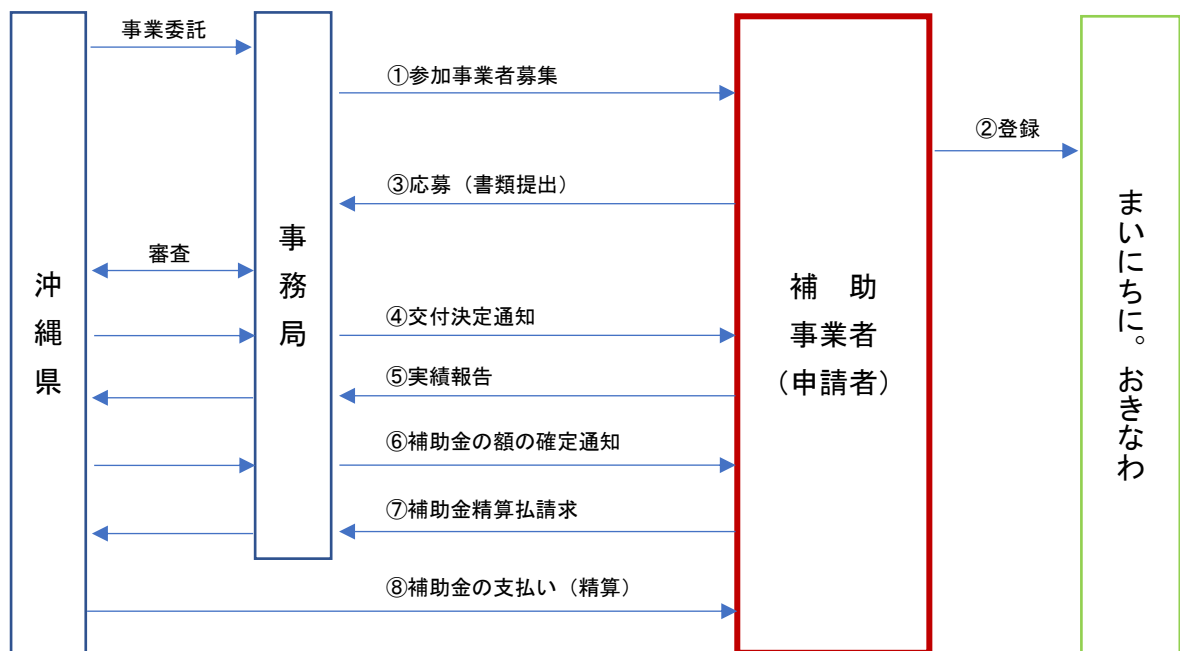 事業委託
①参加事業者募集
②登録
③応募（書類提出）
審査
④交付決定通知
⑤実績報告
⑥補助金の額の確定通知
⑦補助金精算払請求
⑧補助金の支払い（精算）
沖縄県
事務局
補　助
事業者
（申請者）
まいにちに。おきなわ